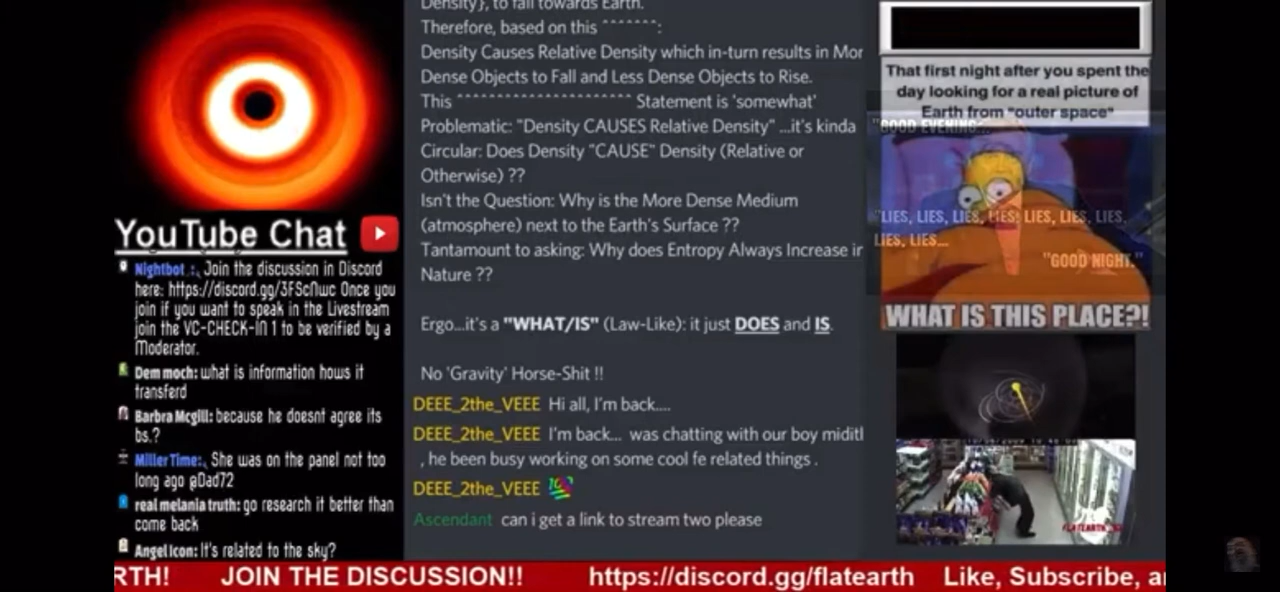 YouTube Chat
Nightbot : Join the discussion in Discord
here: https://discord.gg/3FScNwc Once you
join if you want to speak in the Livestream
join the VC-CHECK-IN 1 to be verified by a
Moderator.
Dem moch: what is information hows it
transferd
Barbra Mcgill: because he doesnt agree its
bs.?
MillerTime: She was on the panel not too
long ago @Dad72
real melania truth: go research it better than
come back
Angel Icon: It's related to the sky?
Density}, to fall towards Earth.
Therefore, based on this ^^^^^^^:
Density Causes Relative Density which in-turn results in Mor
Dense Objects to Fall and Less Dense Objects to Rise.
This ^^^^^^^^^^^^^^^^^^^^^^ Statement is 'somewhat'
Problematic: "Density CAUSES Relative Density" ...it's kinda
Circular: Does Density "CAUSE" Density (Relative or
Otherwise) ??
Isn't the Question: Why is the More Dense Medium
(atmosphere) next to the Earth's Surface ??
Tantamount to asking: Why does Entropy Always Increase in
Nature ??
Ergo...it's a "WHAT/IS" (Law-Like): it just DOES and IS.
No 'Gravity' Horse-Shit !!
DEEE_2the_VEEE Hi all, I'm back....
DEEE_2the_VEEE I'm back... was chatting with our boy miditl
, he been busy working on some cool fe related things .
DEEE_2the_VEEE
Ascendant can i get a link to stream two please
That first night after you spent the
day looking for a real picture of
Earth from "outer space"
"GOOD EVENING...
"LIES, LIES, LIES, LIES, LIES, LIES, LIES,
LIES, LIES...
"GOOD NIGHT."
WHAT IS THIS PLACE?!
RTH! JOIN THE DISCUSSION!! https://discord.gg/flatearth Like, Subscribe, a